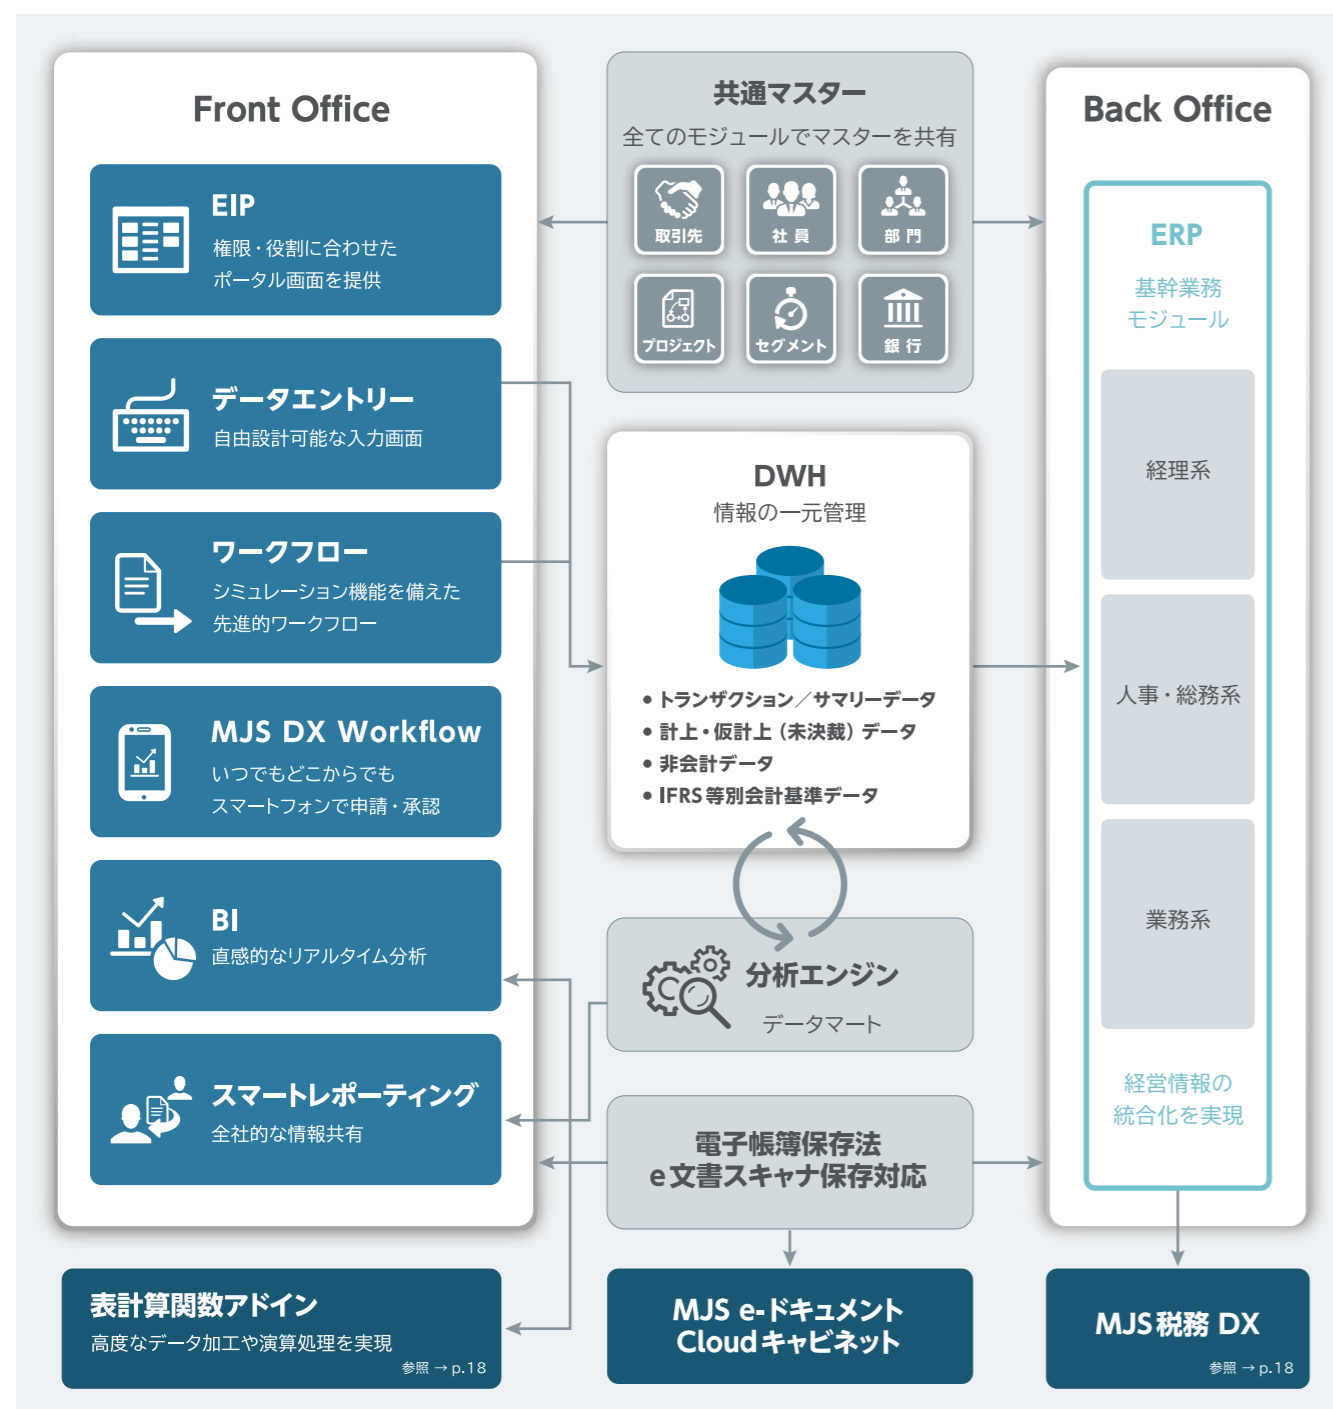 Front Office
EIP
権限・役割に合わせた
ポータル画面を提供
データエントリー
自由設計可能な入力画面
ワークフロー
シミュレーション機能を備えた
先進的ワークフロー
MJS DX Workflow
いつでもどこからでも
スマートフォンで申請・承認
BI
直感的なリアルタイム分析
スマートレポーティング
全社的な情報共有
表計算関数アドイン
高度なデータ加工や演算処理を実現
参照 → p.18
共通マスター
全てのモジュールでマスターを共有
取引先
社員
部門
プロジェクト
セグメント
銀行
DWH
情報の一元管理
• トランザクション／サマリーデータ
• 計上・仮計上（未決裁）データ
• 非会計データ
• IFRS等別会計基準データ
分析エンジン
データマート
電子帳簿保存法
e文書スキャナ保存対応
MJS e-ドキュメント
Cloudキャビネット
Back Office
ERP
基幹業務
モジュール
経理系
人事・総務系
業務系
経営情報の
統合化を実現
MJS税務 DX
参照 → p.18